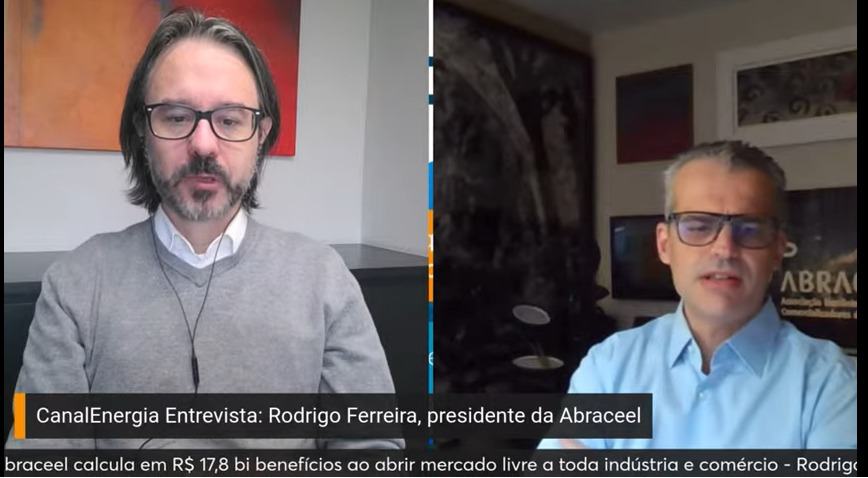 ABRAC
CanalEnergia Entrevista: Rodrigo Ferreira, presidente da Abraceel
braceel calcula em R$ 17,8 bi benefícios ao abrir mercado livre a toda indústria e comércio - Rodrigo